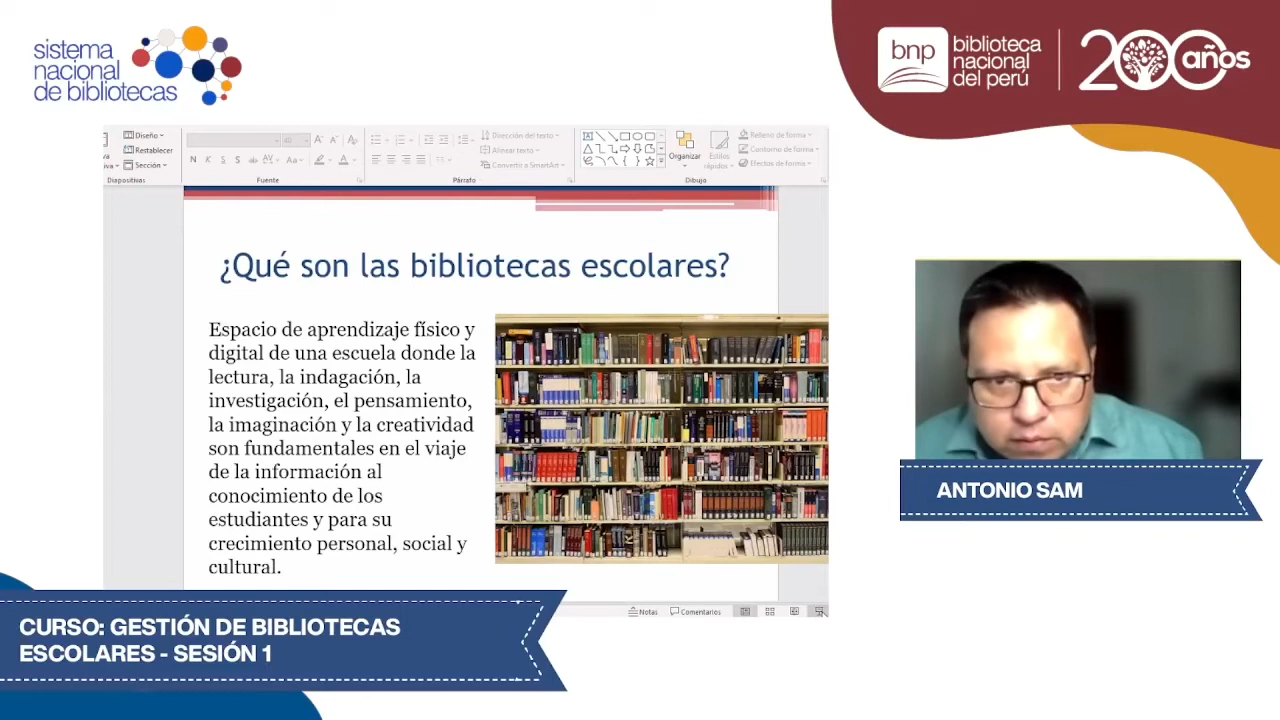 sistema
nacional
de bibliotecas
bnp
biblioteca
nacional
del perú
200 años
Diseño
Restablecer
Sección
Diapositivas
N K S S ab AV Aa A
Fuente
Párrafo
Dirección del texto
Alinear texto
Convertir a SmartArt
Organizar
Estilos
rápidos
Dibujo
Relleno de forma
Contorno de forma
Efectos de forma
¿Qué son las bibliotecas escolares?
Espacio de aprendizaje físico y
digital de una escuela donde la
lectura, la indagación, la
investigación, el pensamiento,
la imaginación y la creatividad
son fundamentales en el viaje
de la información al
conocimiento de los
estudiantes y para su
crecimiento personal, social y
cultural.
Notas
Comentarios
ANTONIO SAM
CURSO: GESTIÓN DE BIBLIOTECAS
ESCOLARES - SESIÓN 1